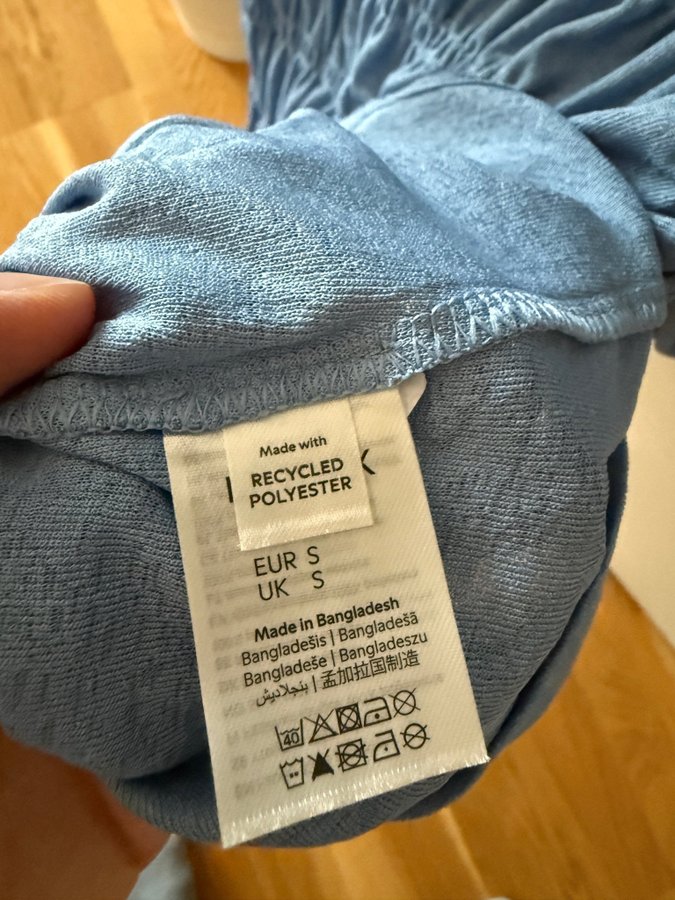 Made with
RECYCLED
POLYESTER
K
EUR S
UK S
Made in Bangladesh
Bangladešis | Bangladešā
Bangladeše | Bangladeszu
بنجلاديش | 孟加拉国制造
40